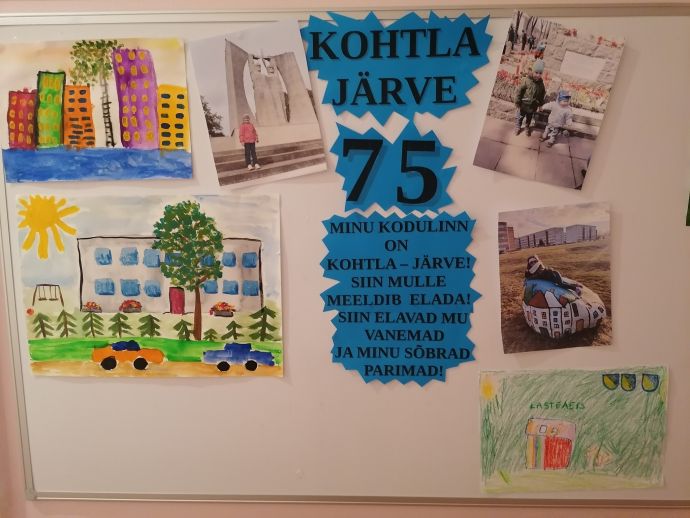 KOHTLA
JÄRVE
75
MINU KODULINN
ON
KOHTLA – JÄRVE!
SIIN MULLE
MEELDIB ELADA!
SIIN ELAVAD MU
VANEMAD
JA MINU SÕBRAD
PARIMAD!
LASTEAEIS